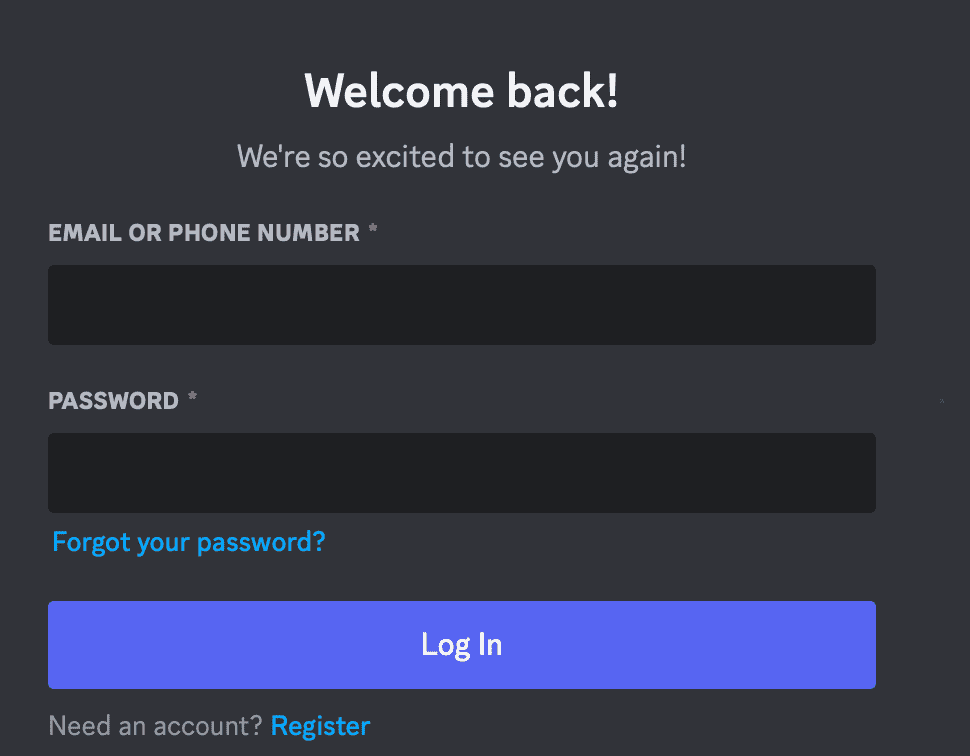 Welcome back!
We're so excited to see you again!
EMAIL OR PHONE NUMBER *
PASSWORD *
Forgot your password?
Log In
Need an account? Register